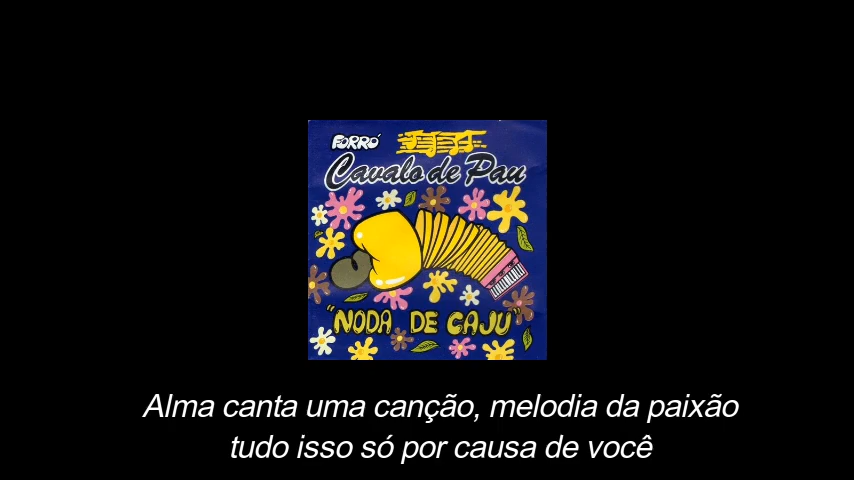 FORRÓ
Cavalo de Pau
"NODA DE CAJU"
Alma canta uma canção, melodia da paixão
tudo isso só por causa de você